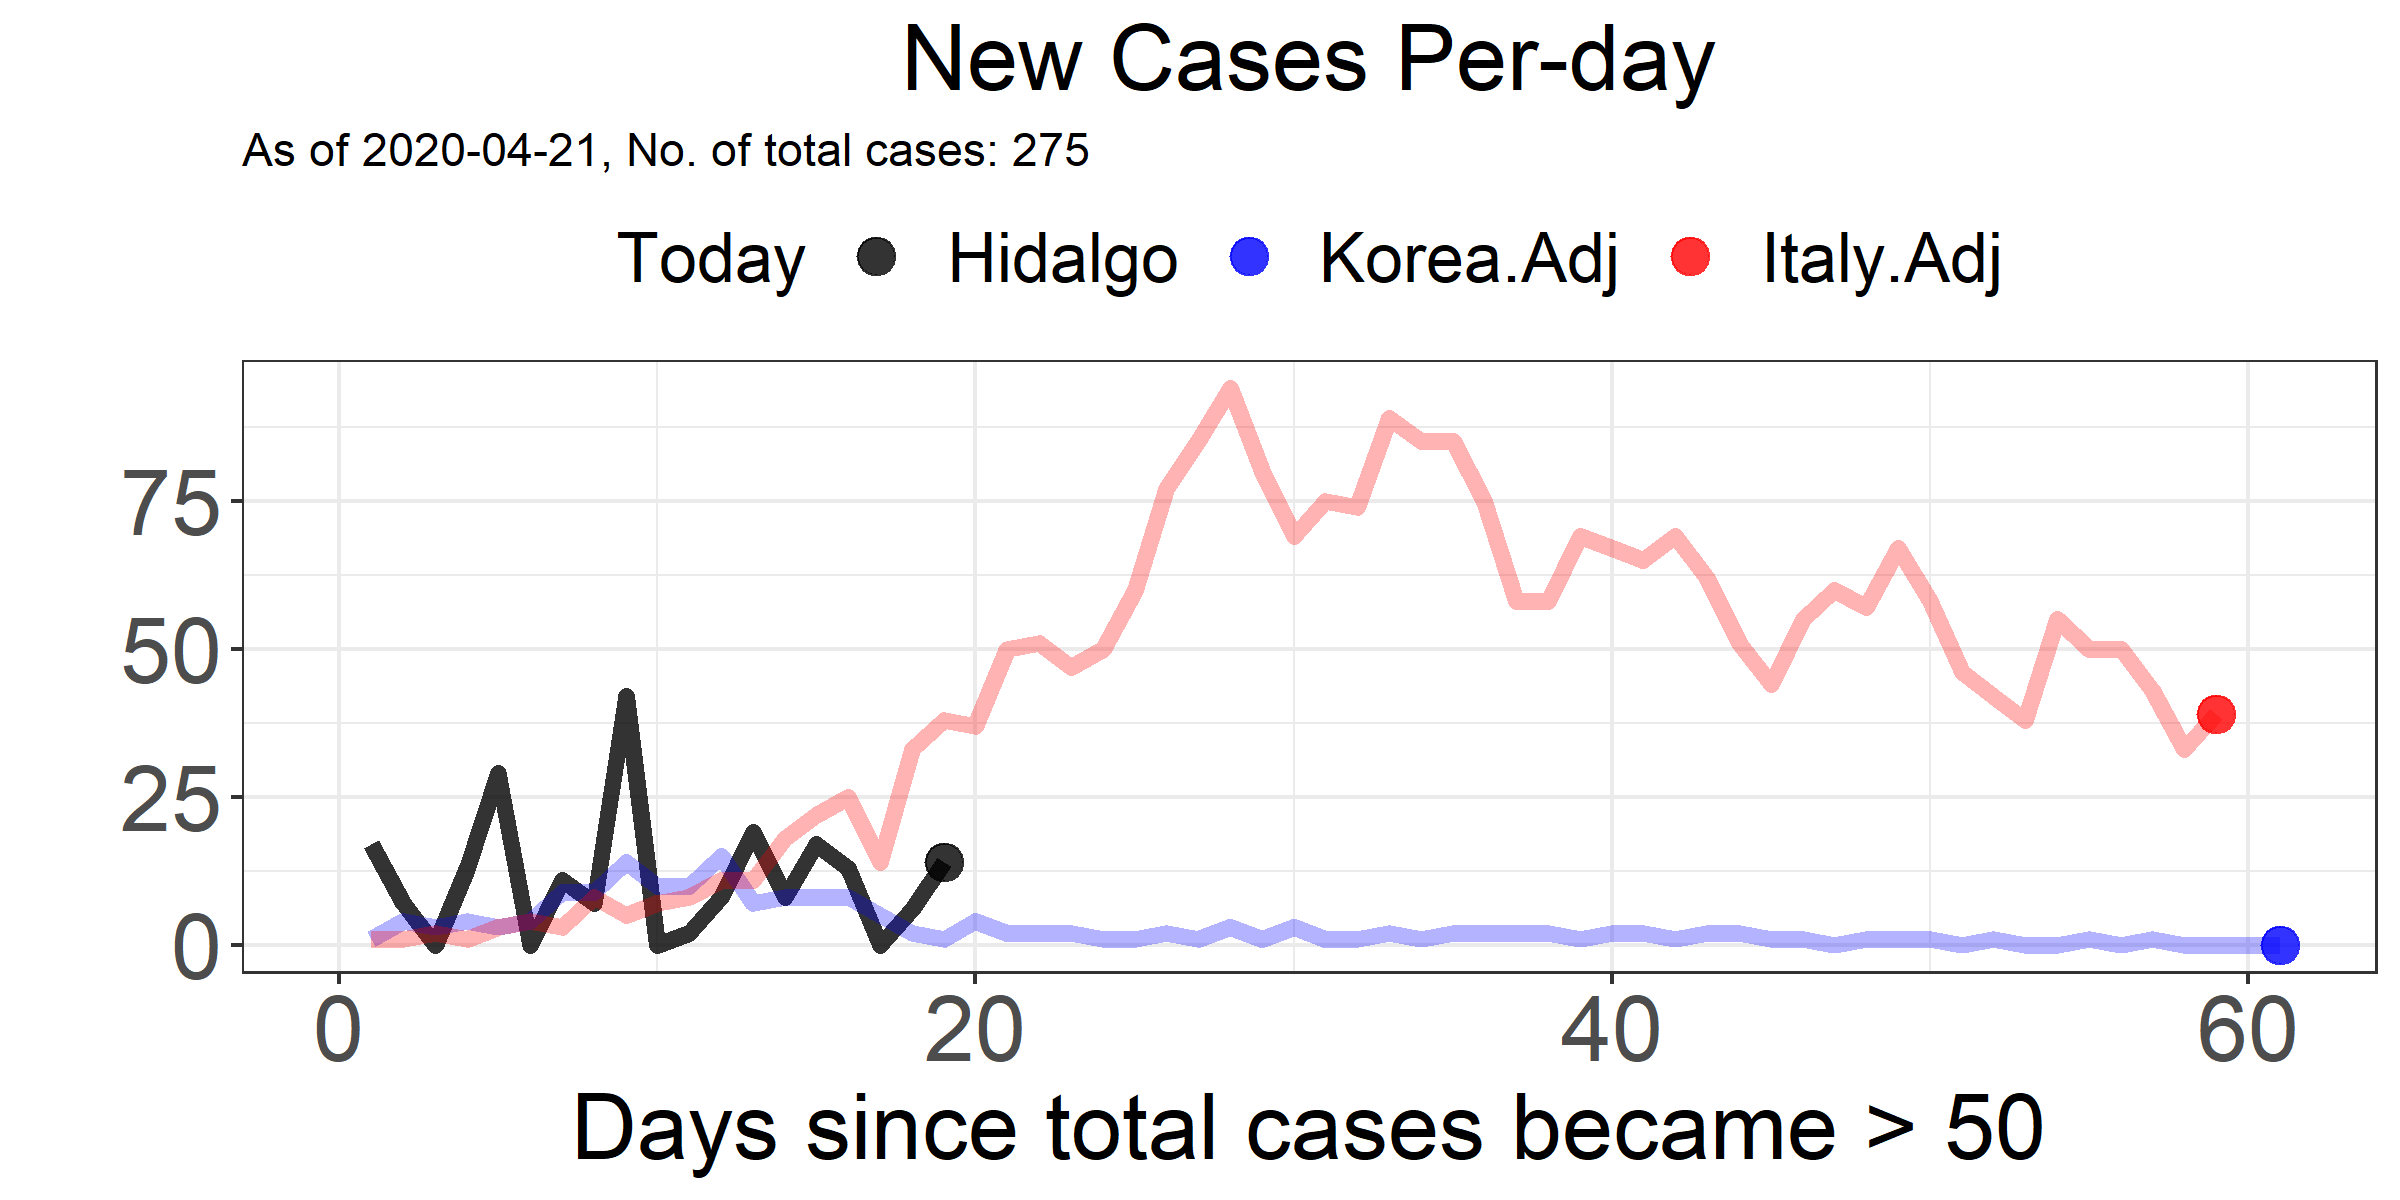 New Cases Per-day
As of 2020-04-21, No. of total cases: 275
Today Hidalgo Korea.Adj Italy.Adj
75
50
25
0
0 20 40 60
Days since total cases became > 50